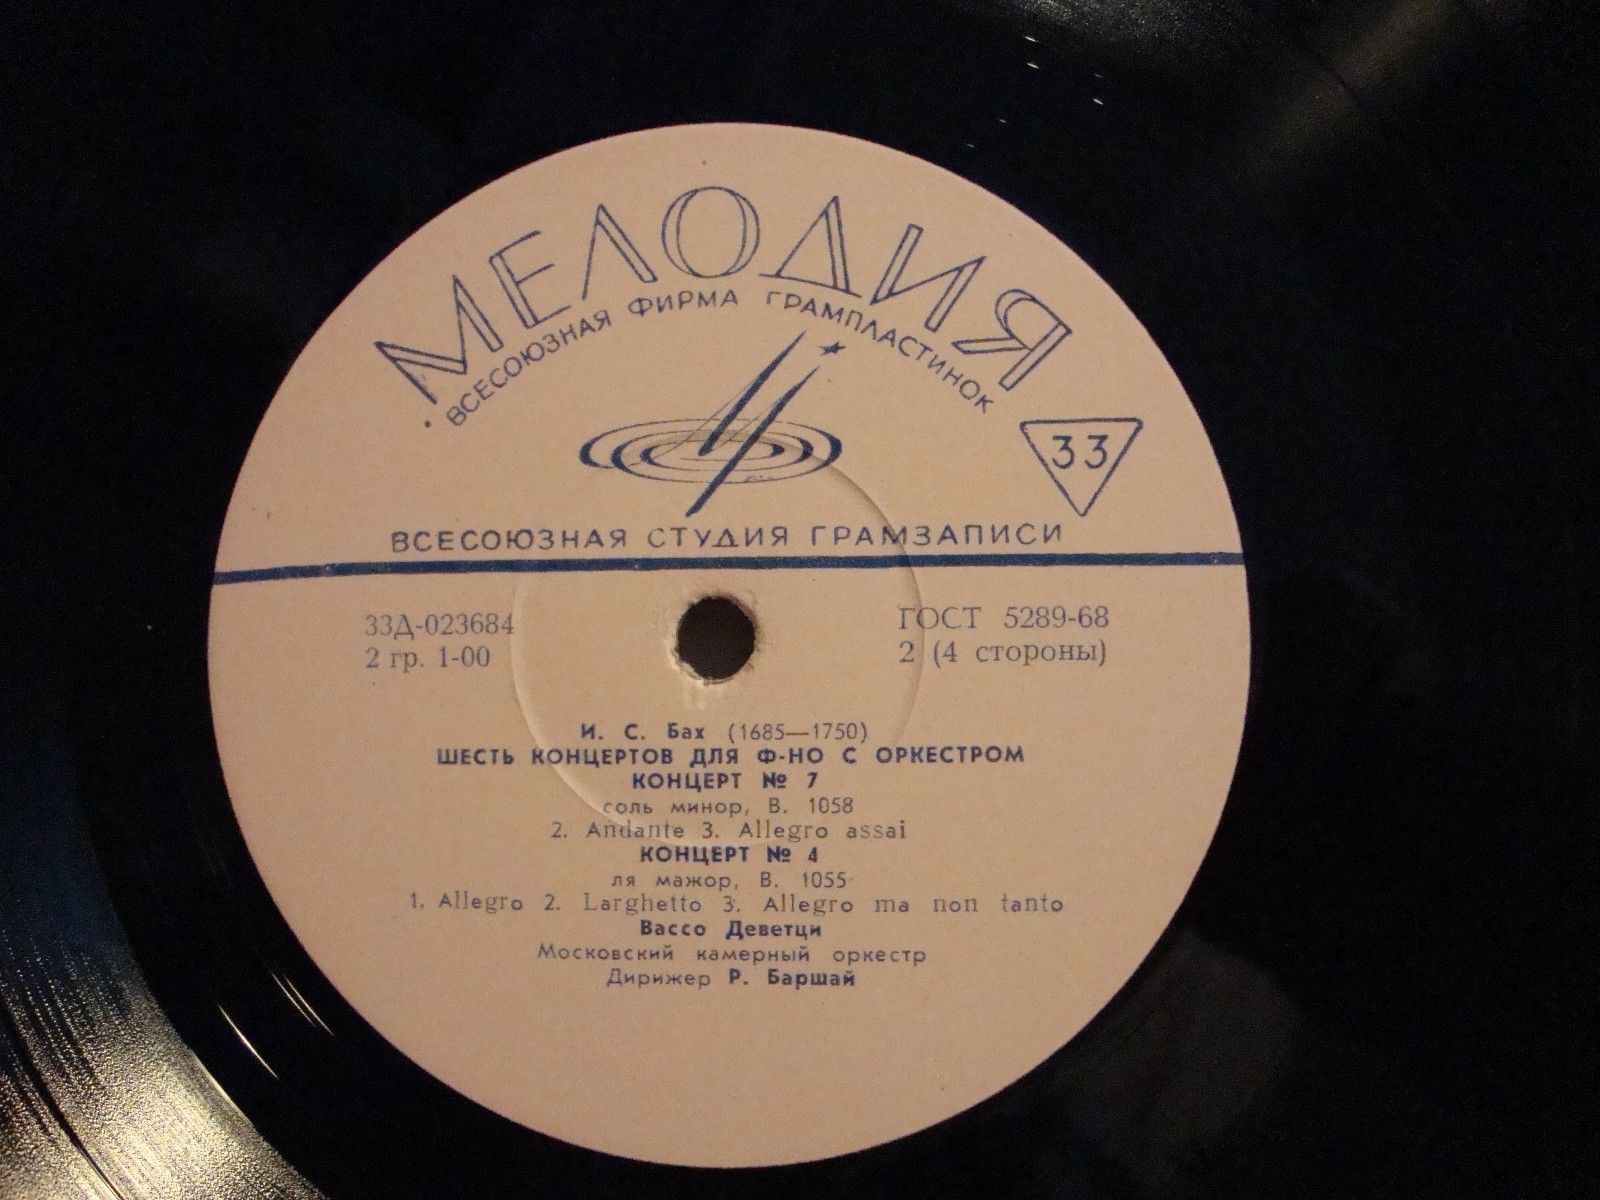 МЕЛОДИЯ
ВСЕСОЮЗНАЯ ФИРМА ГРАМПЛАСТИНОК
33
ВСЕСОЮЗНАЯ СТУДИЯ ГРАМЗАПИСИ
33Д-023684
2 гр. 1-00
ГОСТ 5289-68
2 (4 стороны)
И. С. Бах (1685—1750)
ШЕСТЬ КОНЦЕРТОВ ДЛЯ Ф-НО С ОРКЕСТРОМ
КОНЦЕРТ № 7
соль минор, В. 1058
2. Andante 3. Allegro assai
КОНЦЕРТ № 4
ля мажор, В. 1055
1. Allegro 2. Larghetto 3. Allegro ma non tanto
Вассо Деветци
Московский камерный оркестр
Дирижер Р. Баршай